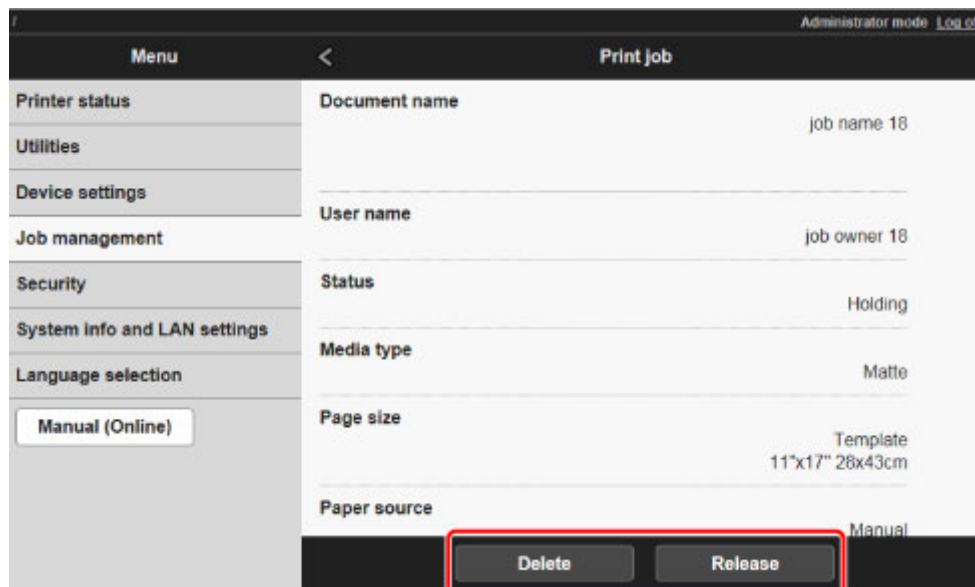 /
Administrator mode Log of
Menu
< Print job
Printer status
Utilities
Device settings
Job management
Security
System info and LAN settings
Language selection
Manual (Online)
Document name
job name 18
User name
job owner 18
Status
Holding
Media type
Matte
Page size
Template
11"x17" 28x43cm
Paper source
Manual
Delete Release